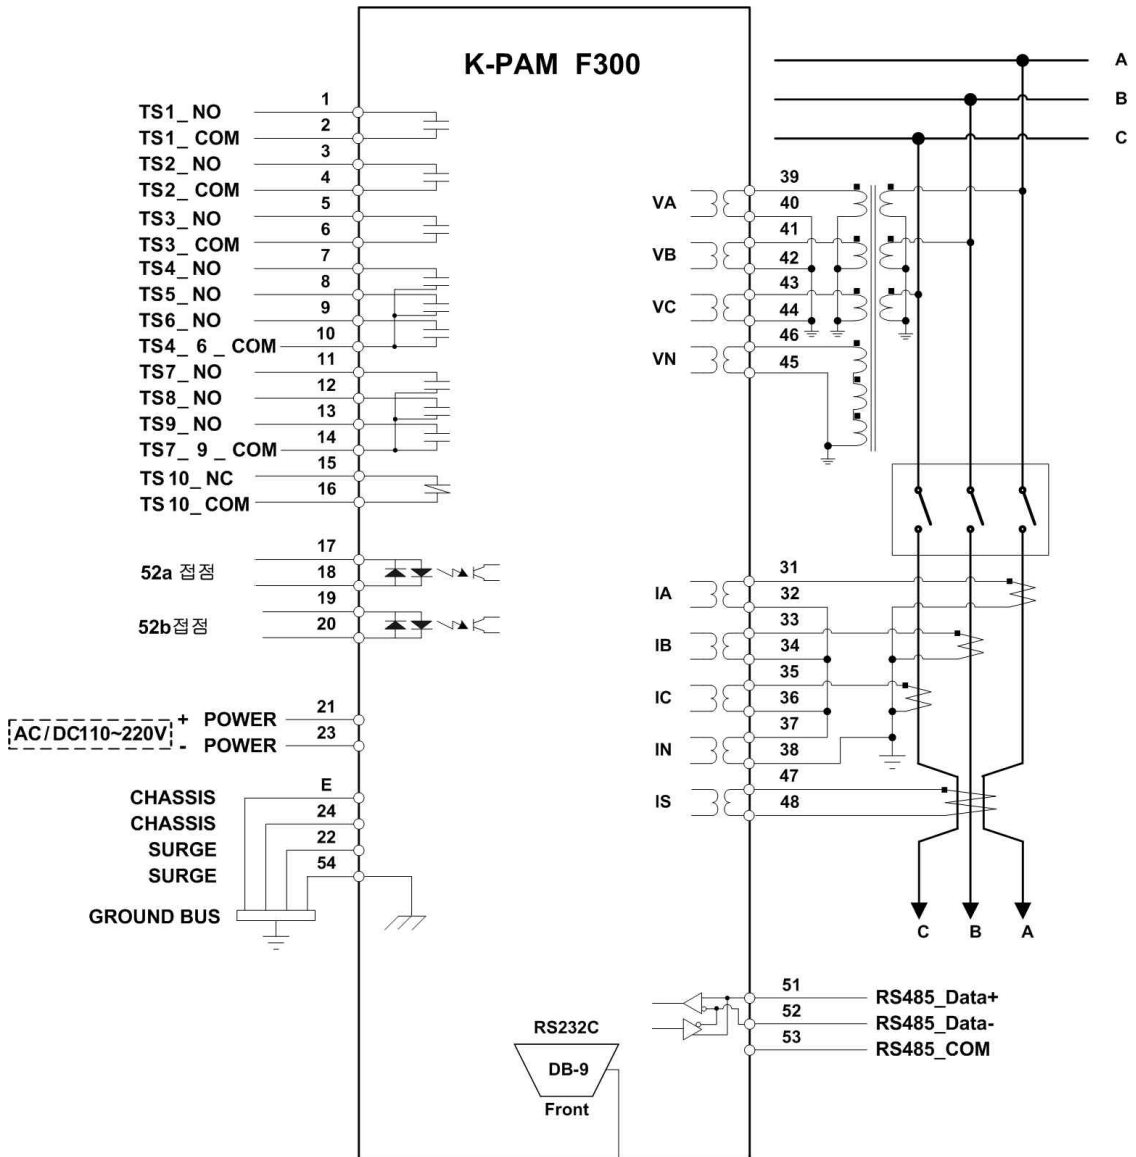 K-PAM F300
TS1_NO 1
TS1_COM 2
TS2_NO 3
TS2_COM 4
TS3_NO 5
TS3_COM 6
TS4_NO 7
TS5_NO 8
TS6_NO 9
TS4_6_COM 10
TS7_NO 11
TS8_NO 12
TS9_NO 13
TS7_9_COM 14
TS10_NC 15
TS10_COM 16
52a 접점
17
18
52b접점
19
20
AC/DC110~220V
+ POWER 21
- POWER 23
CHASSIS E
CHASSIS 24
SURGE 22
SURGE 54
GROUND BUS
A
B
C
VA 39
40
VB 41
42
VC 43
44
VN 46
45
IA 31
32
IB 33
34
IC 35
36
IN 37
38
IS 47
48
C B A
51 RS485_Data+
52 RS485_Data-
53 RS485_COM
RS232C
DB-9
Front